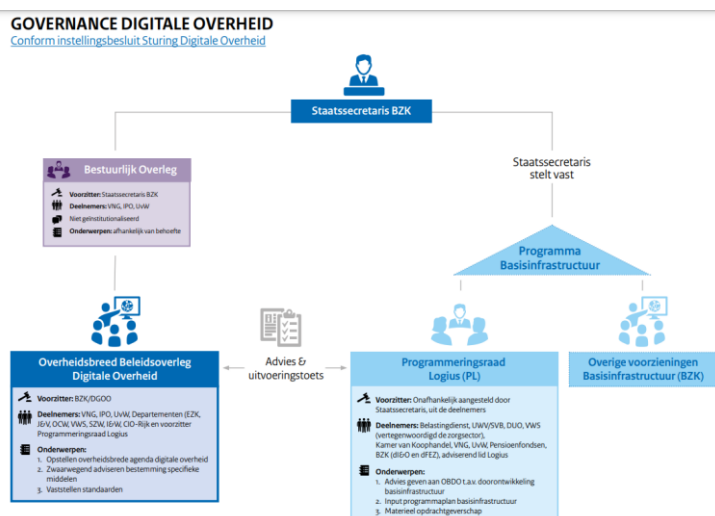 GOVERNANCE DIGITALE OVERHEID
Conform instellingsbesluit Sturing Digitale Overheid
Staatssecretaris BZK
Bestuurlijk Overleg
Voorzitter: Staatssecretaris BZK
Deelnemers: VNG, IPO, UvW
Niet geïnstitutionaliseerd
Onderwerpen: afhankelijk van behoefte
Staatssecretaris
stelt vast
Programma
Basisinfrastructuur
Overheidsbreed Beleidsoverleg
Digitale Overheid
Voorzitter: BZK/DGOO
Deelnemers: VNG, IPO, UvW, Departementen (EZK,
J&V, OCW, VWS, SZW, I&W, CIO-Rijk en voorzitter
Programmeringsraad Logius)
Onderwerpen:
1. Opstellen overheidsbrede agenda digitale overheid
2. Zwaarwegend adviseren bestemming specifieke
middelen
3. Vaststellen standaarden
Advies &
uitvoeringstoets
Programmeringsraad
Logius (PL)
Voorzitter: Onafhankelijk aangesteld door
Staatssecretaris, uit de deelnemers
Deelnemers: Belastingdienst, UWV/SVB, DUO, VWS
(vertegenwoordigd de zorgsector),
Kamer van Koophandel, VNG, UvW, Pensioenfondsen,
BZK (dI&O en dFEZ), adviserend lid Logius
Onderwerpen:
1. Advies geven aan OBDO t.a.v. doorontwikkeling
basisinfrastructuur
2. Input programmaplan basisinfrastructuur
3. Materieel opdrachtgeverschap
Overige voorzieningen
Basisinfrastructuur (BZK)